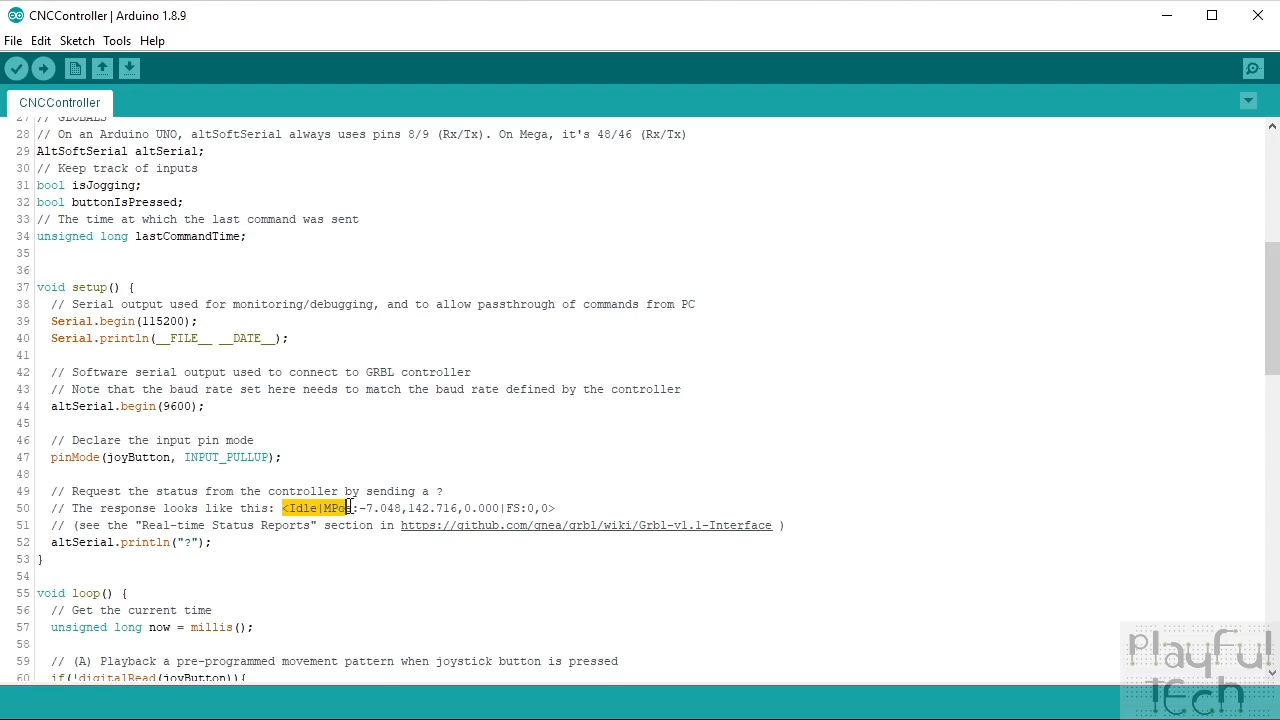 CNCController | Arduino 1.8.9
File Edit Sketch Tools Help
CNCController
27 // GLOBALS
28 // On an Arduino UNO, altSoftSerial always uses pins 8/9 (Rx/Tx). On Mega, it's 48/46 (Rx/Tx)
29 AltSoftSerial altSerial;
30 // Keep track of inputs
31 bool isJogging;
32 bool buttonIsPressed;
33 // The time at which the last command was sent
34 unsigned long lastCommandTime;
35
36
37 void setup() {
38 // Serial output used for monitoring/debugging, and to allow passthrough of commands from PC
39 Serial.begin(115200);
40 Serial.println(__FILE__ __DATE__);
41
42 // Software serial output used to connect to GRBL controller
43 // Note that the baud rate set here needs to match the baud rate defined by the controller
44 altSerial.begin(9600);
45
46 // Declare the input pin mode
47 pinMode(joyButton, INPUT_PULLUP);
48
49 // Request the status from the controller by sending a ?
50 // The response looks like this: <Idle|MPos:-7.048,142.716,0.000|FS:0,0>
51 // (see the "Real-time Status Reports" section in https://github.com/gnea/grbl/wiki/Grbl-v1.1-Interface )
52 altSerial.println("?");
53 }
54
55 void loop() {
56 // Get the current time
57 unsigned long now = millis();
58
59 // (A) Playback a pre-programmed movement pattern when joystick button is pressed
60 if(!digitalRead(joyButton)){
playful
tech